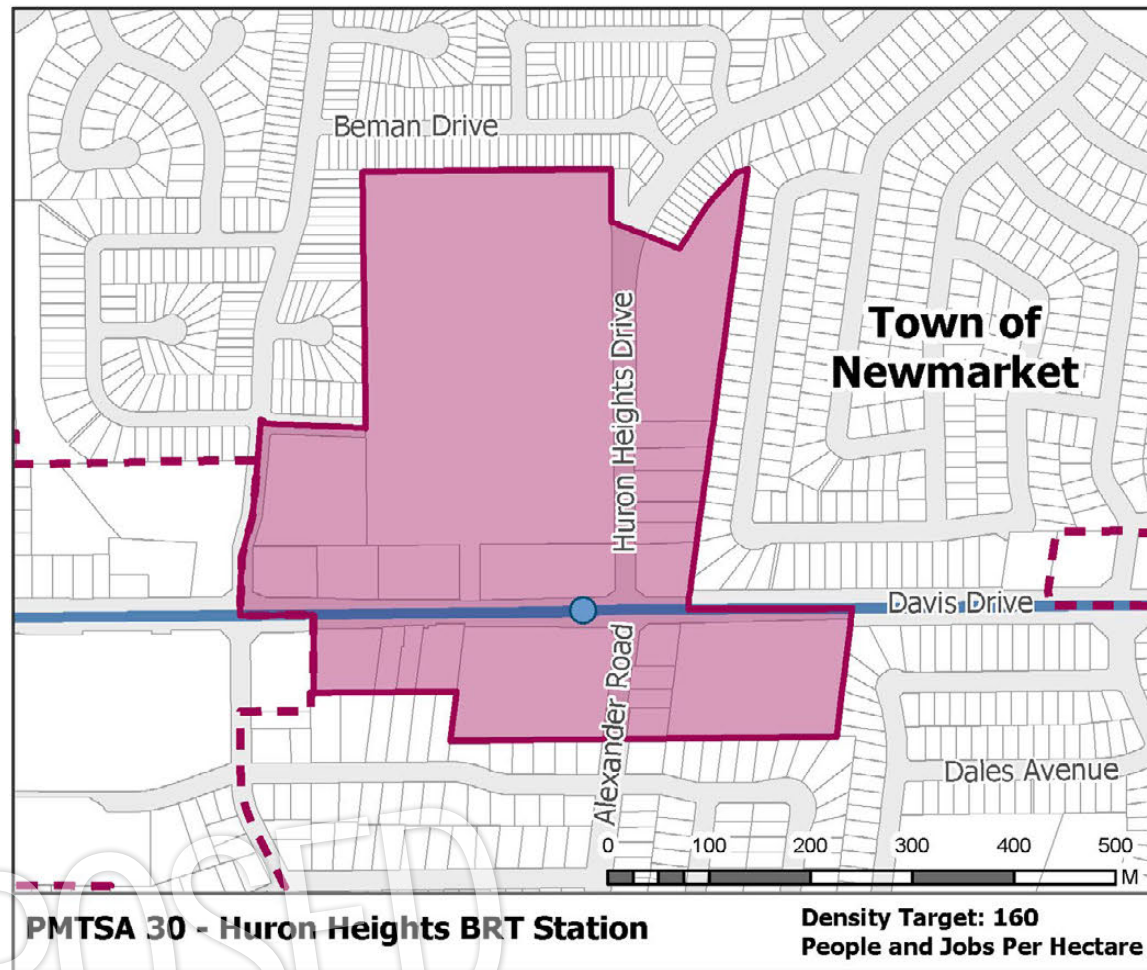 Beman Drive
Huron Heights Drive
Town of
Newmarket
Davis Drive
Alexander Road
Dales Avenue
0 100 200 300 400 500
M
POSED
PMTSA 30 - Huron Heights BRT Station
Density Target: 160
People and Jobs Per Hectare